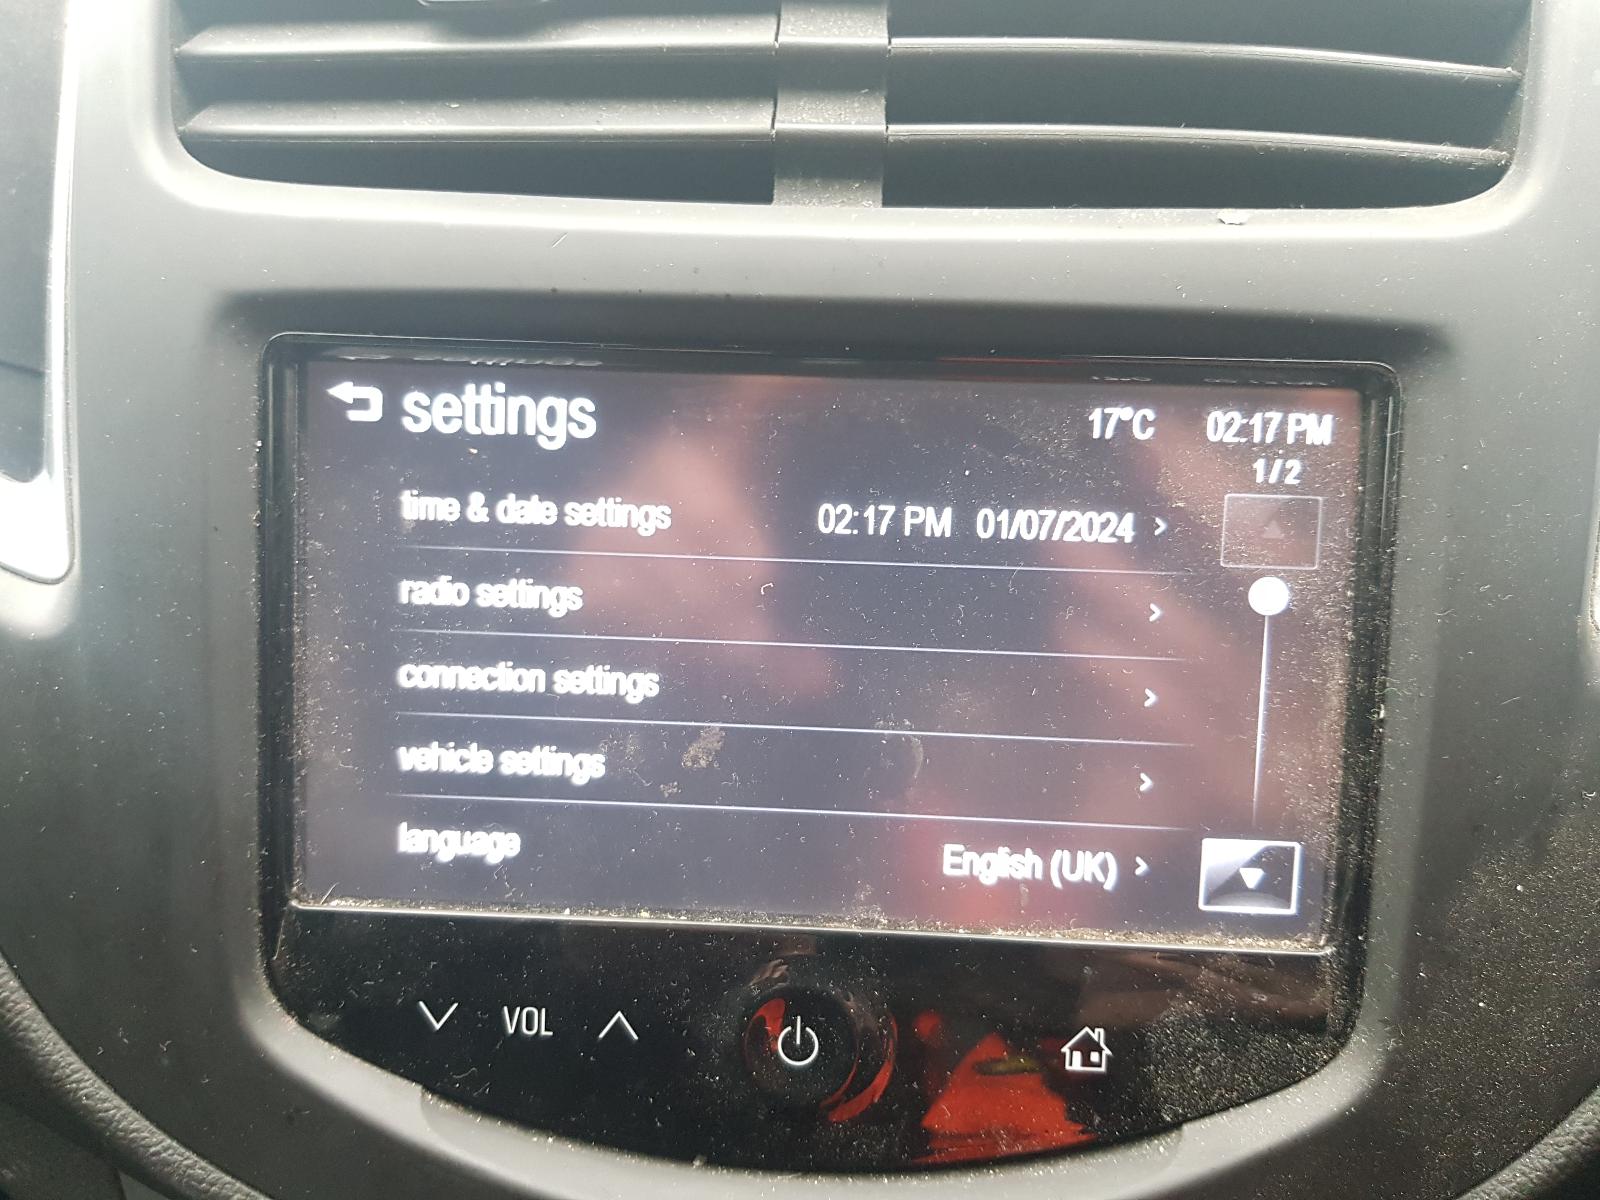 settings 17°C 02:17 PM
1/2
time & date settings 02:17 PM 01/07/2024 >
radio settings >
connection settings >
vehicle settings >
language English (UK) >
VOL